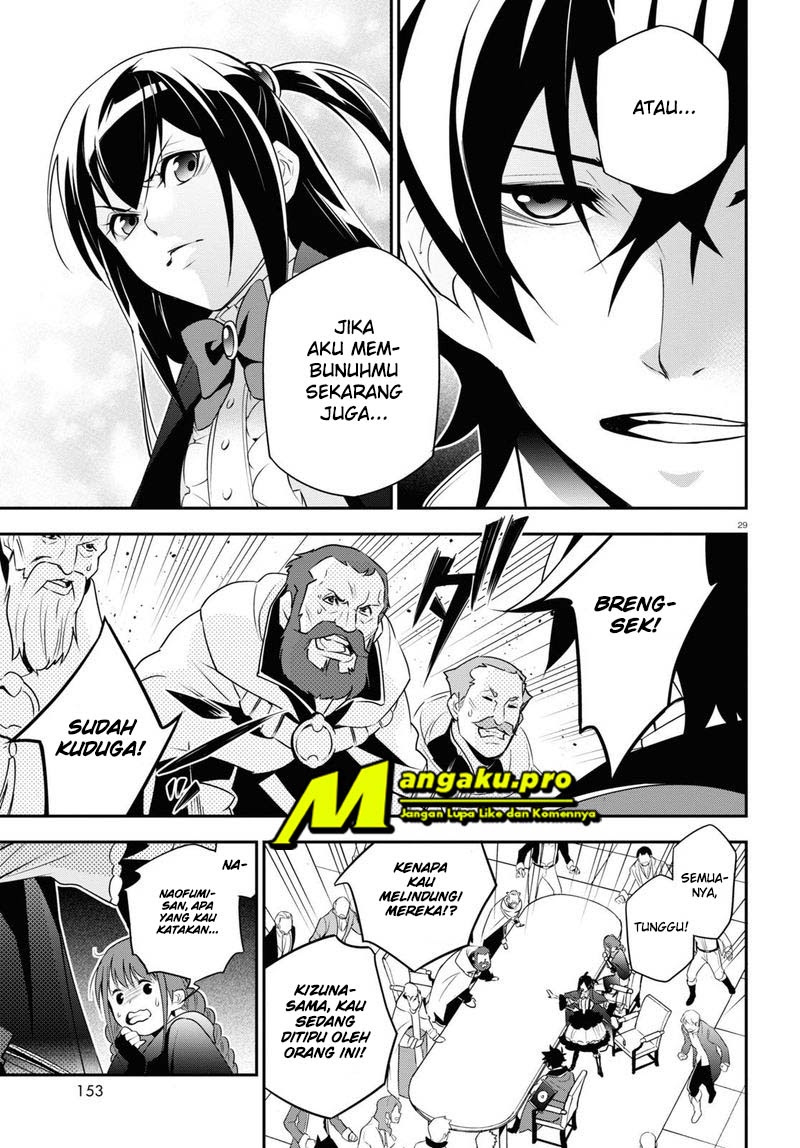 ATAU...
JIKA
AKU MEM-
BUNUHMU
SEKARANG
JUGA...
29
BRENG-
SEK!
SUDAH
KUDUGA!
Mangaku.pro
Jangan Lupa Like dan Komennya
SEMUA-
NYA,
TUNGGU!
KENAPA
KAU
MELINDUNGI
MEREKA!?
KIZUNA-
SAMA, KAU
SEDANG
DITIPU OLEH
ORANG INI!
NA-
NAOFUMI-
SAN, APA
YANG KAU
KATAKAN...
153